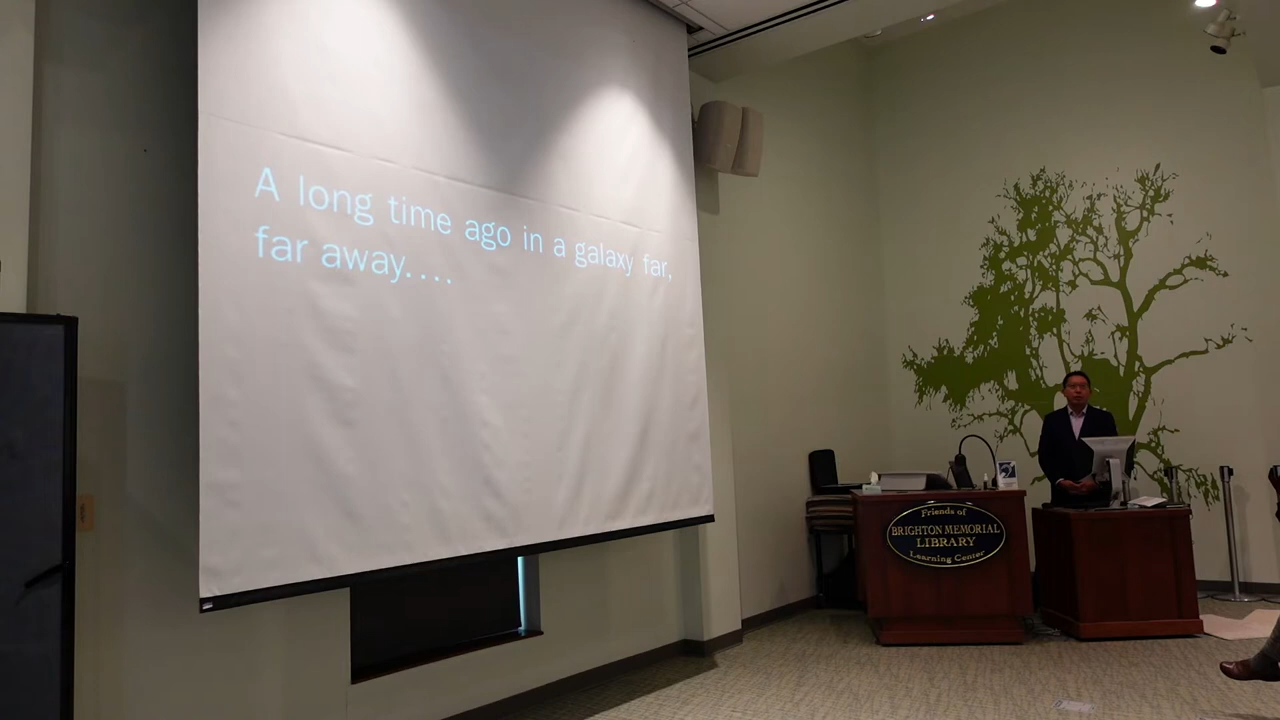 A long time ago in a galaxy far,
far away....
Friends of
BRIGHTON MEMORIAL
LIBRARY
Learning Center